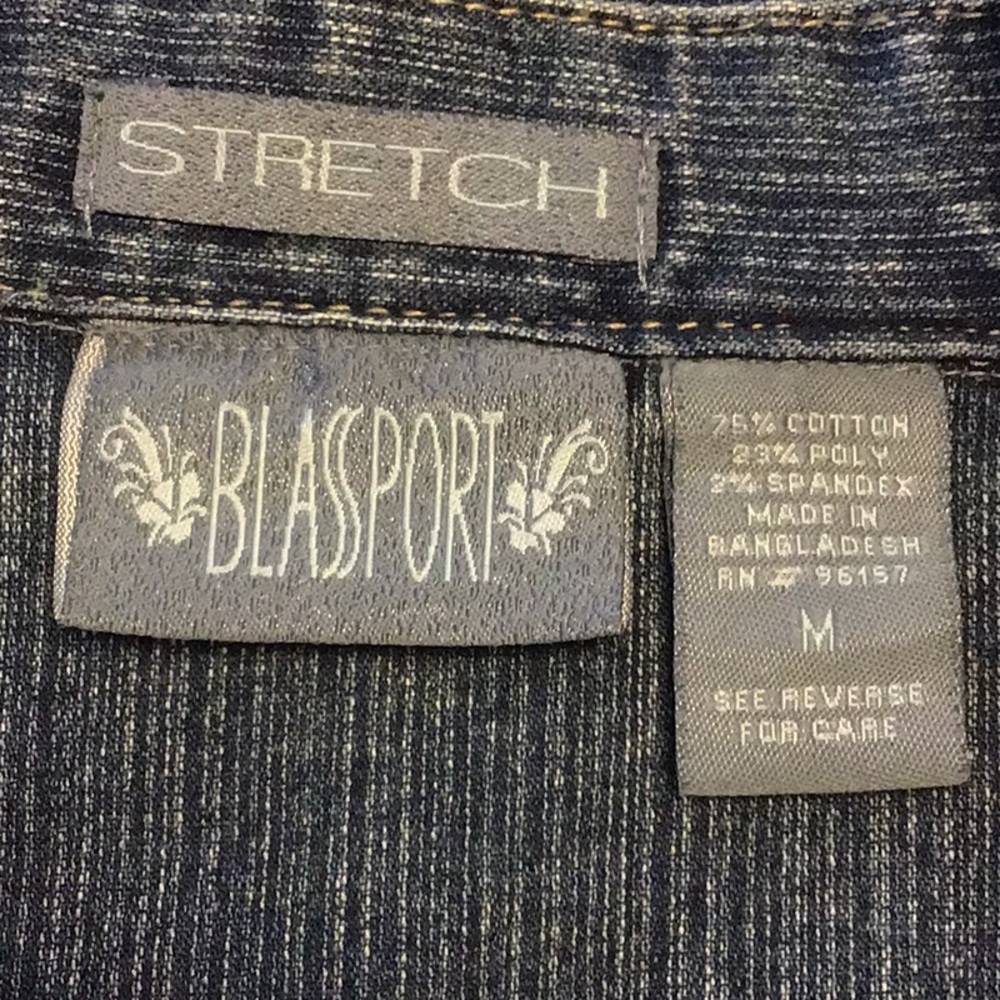 STRETCH
BLASSPORT
75% COTTON
23% POLY
2% SPANDEX
MADE IN
BANGLADESH
RN # 96157
M
SEE REVERSE
FOR CARE